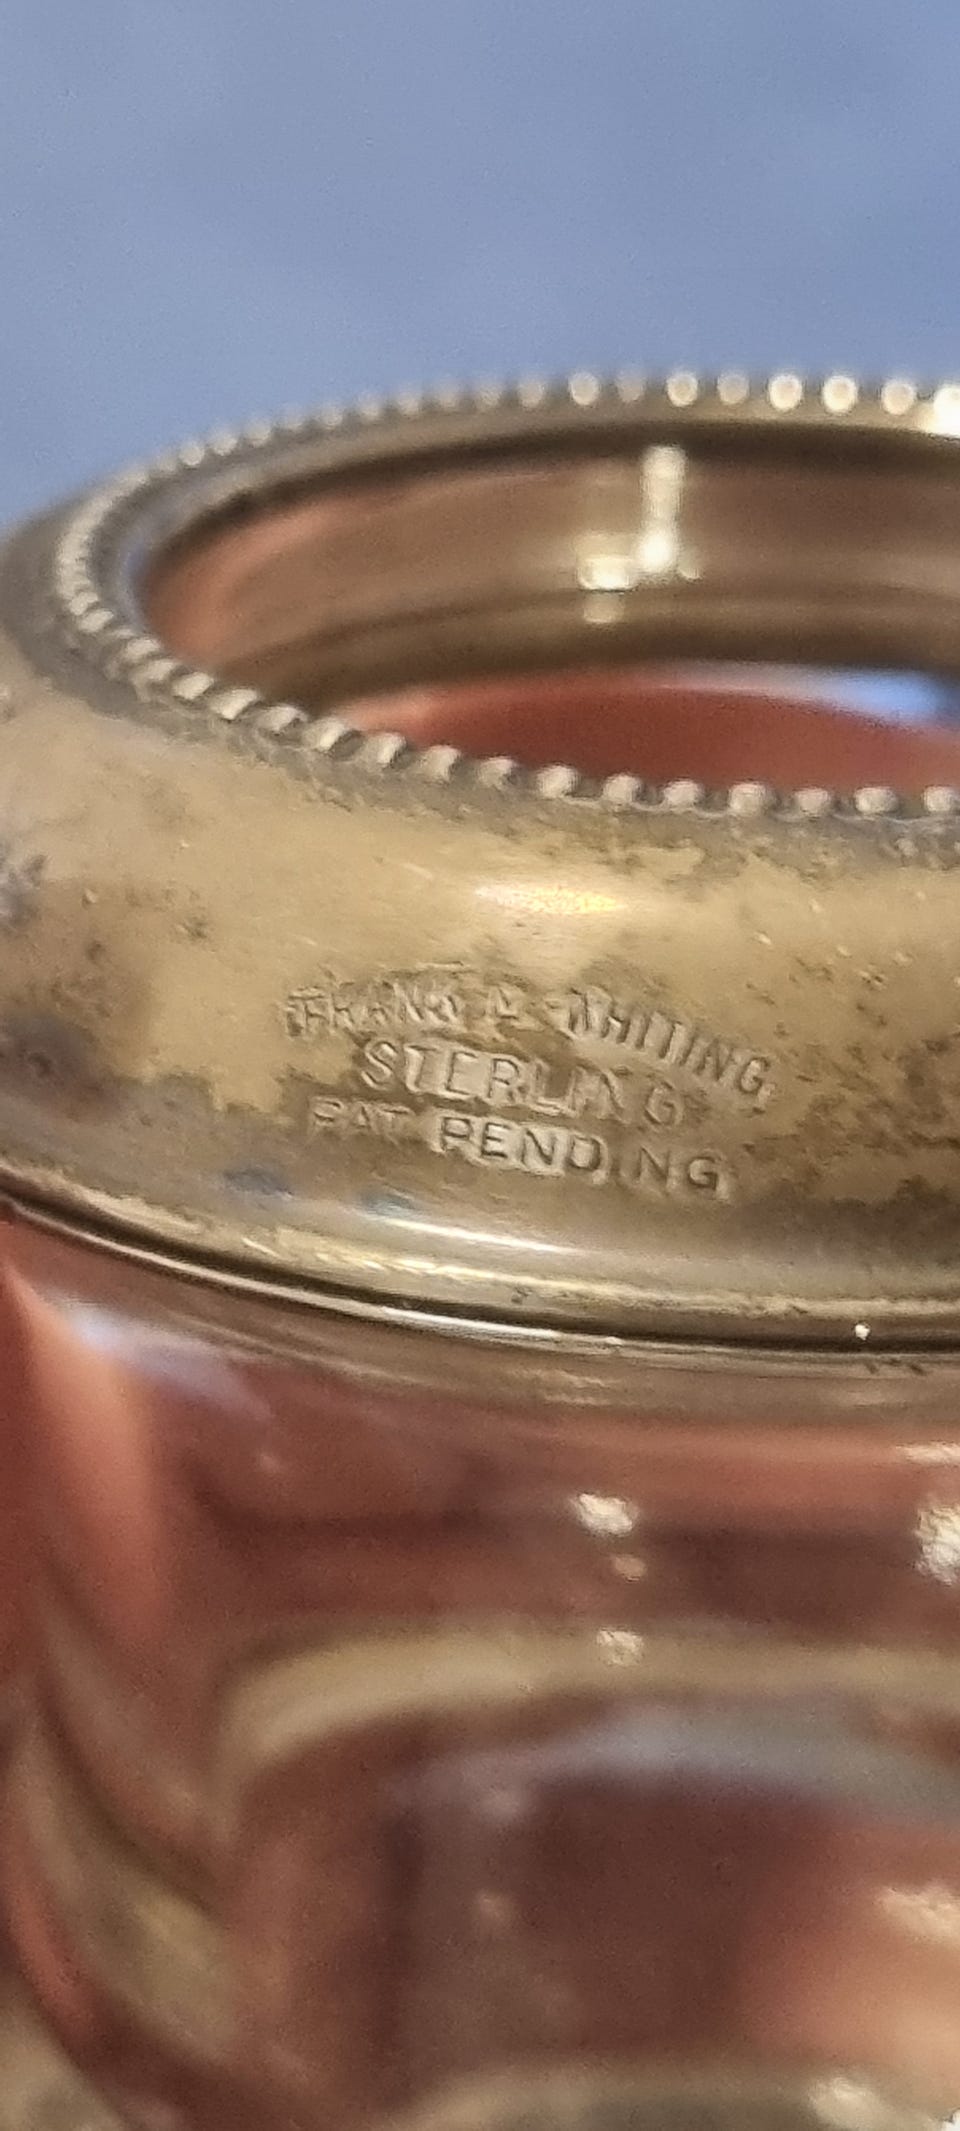 FRANK M WHITING
STERLING
PAT PENDING